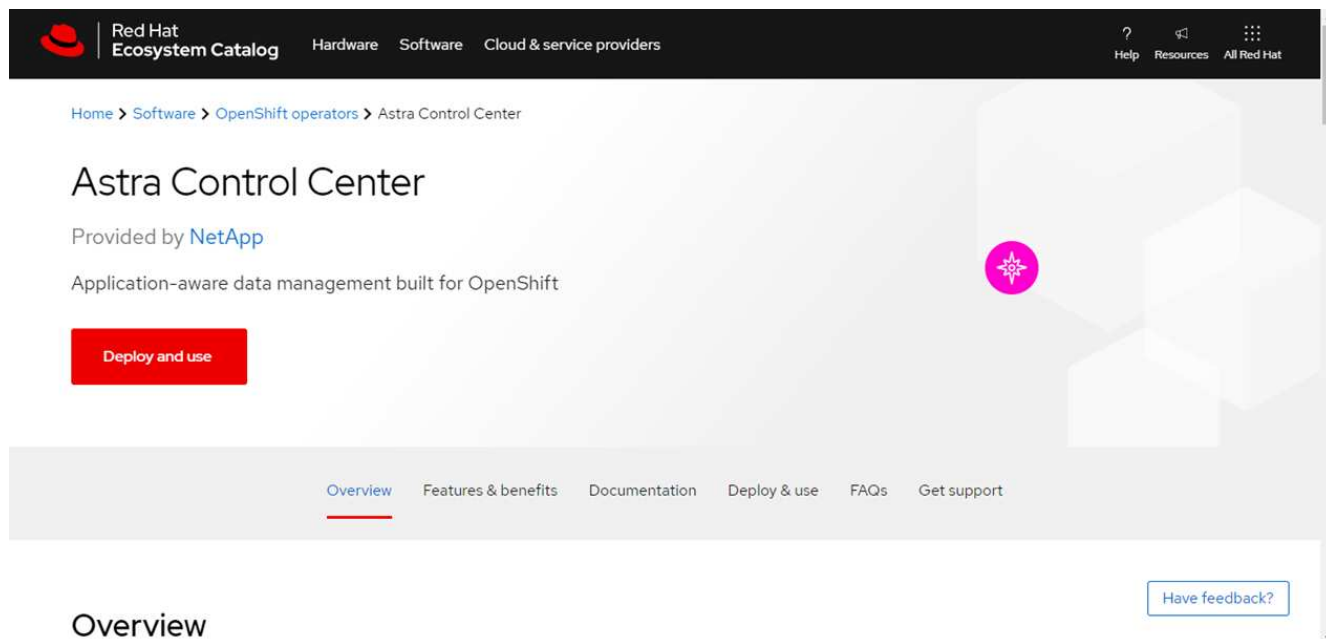 Red Hat
Ecosystem Catalog
Hardware Software Cloud & service providers
? Help Resources All Red Hat
Home > Software > OpenShift operators > Astra Control Center
Astra Control Center
Provided by NetApp
Application-aware data management built for OpenShift
Deploy and use
Overview Features & benefits Documentation Deploy & use FAQs Get support
Have feedback?
Overview